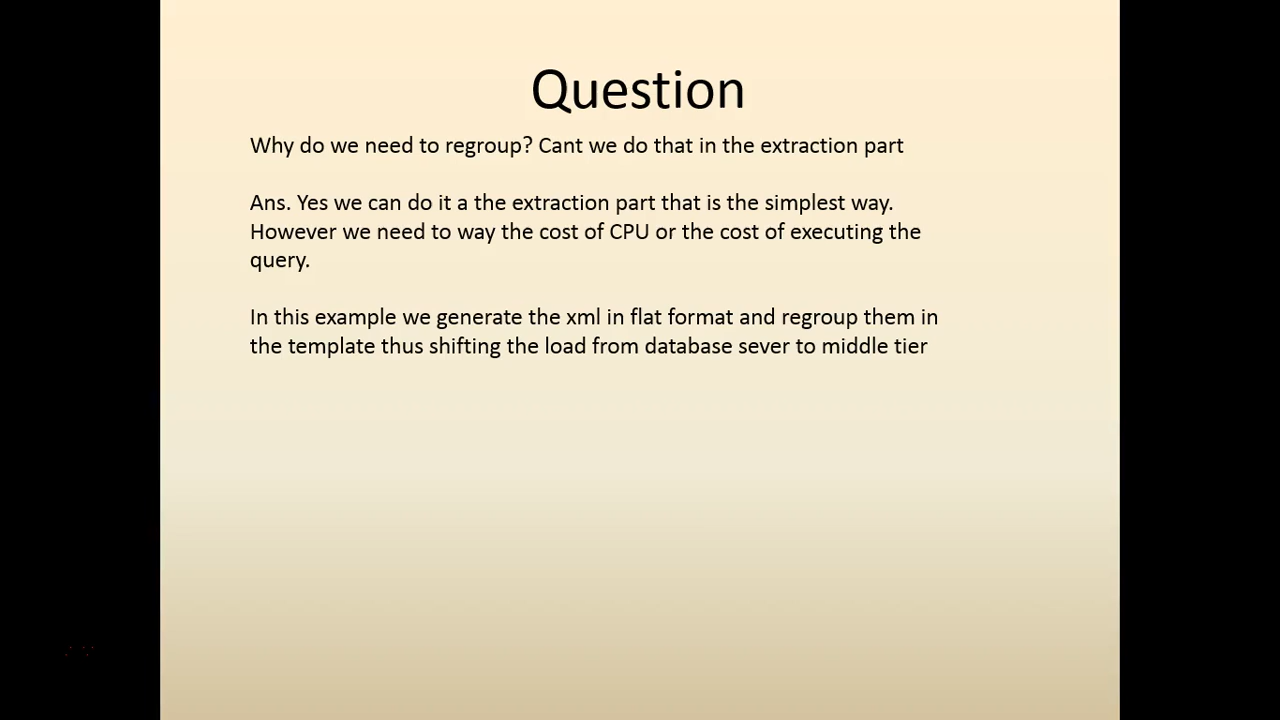 Question
Why do we need to regroup? Cant we do that in the extraction part
Ans. Yes we can do it a the extraction part that is the simplest way.
However we need to way the cost of CPU or the cost of executing the
query.
In this example we generate the xml in flat format and regroup them in
the template thus shifting the load from database sever to middle tier